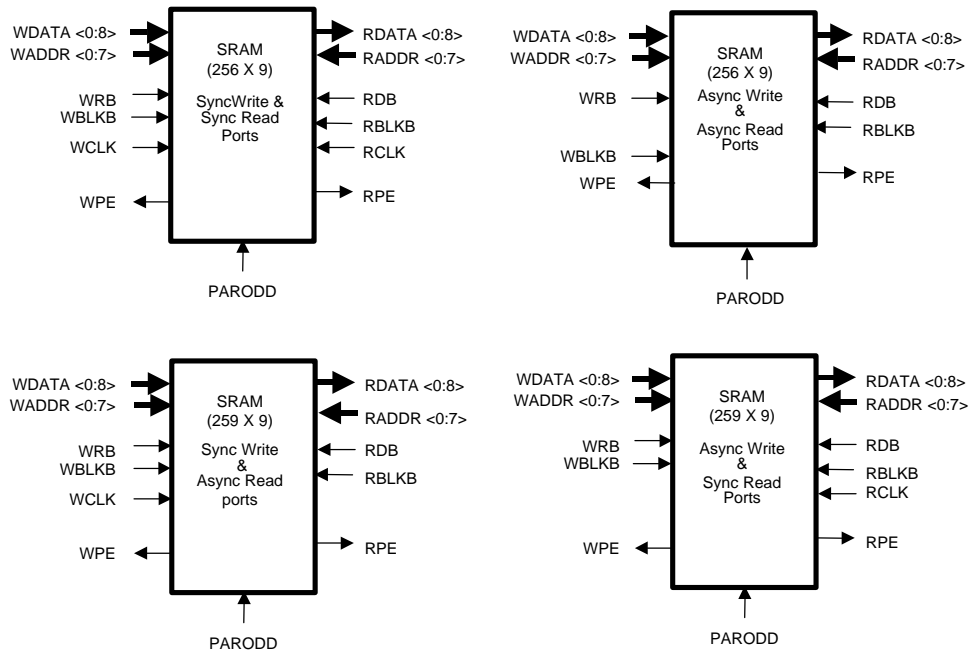 WDATA <0:8>
WADDR <0:7>
WRB
WBLKB
WCLK
WPE
SRAM
(256 X 9)
SyncWrite &
Sync Read
Ports
RDATA <0:8>
RADDR <0:7>
RDB
RBLKB
RCLK
RPE
PARODD
WDATA <0:8>
WADDR <0:7>
WRB
WBLKB
WPE
SRAM
(256 X 9)
Async Write
&
Async Read
Ports
RDATA <0:8>
RADDR <0:7>
RDB
RBLKB
RPE
PARODD
WDATA <0:8>
WADDR <0:7>
WRB
WBLKB
WCLK
WPE
SRAM
(259 X 9)
Sync Write
&
Async Read
ports
RDATA <0:8>
RADDR <0:7>
RDB
RBLKB
RPE
PARODD
WDATA <0:8>
WADDR <0:7>
WRB
WBLKB
WPE
SRAM
(259 X 9)
Async Write
&
Sync Read
Ports
RDATA <0:8>
RADDR <0:7>
RDB
RBLKB
RCLK
RPE
PARODD